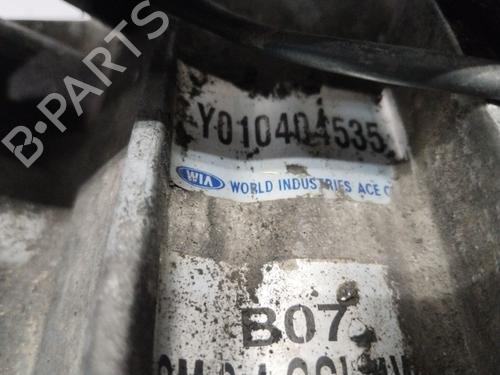 Y010404535
WIA WORLD INDUSTRIES ACE C
B07
B-PARTS